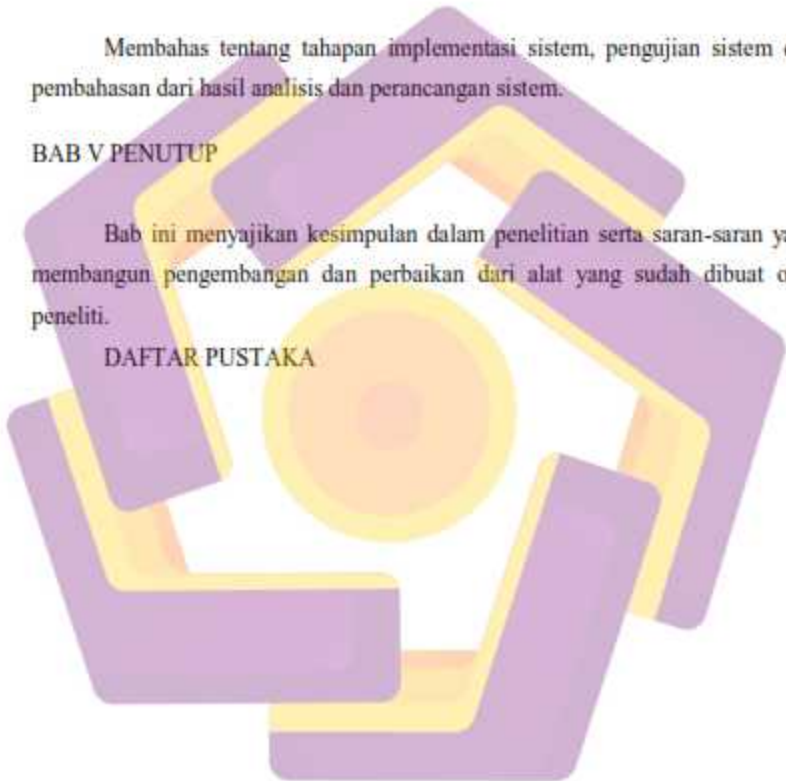 Membahas tentang tahapan implementasi sistem, pengujian sistem
pembahasan dari hasil analisis dan perancangan sistem.
BAB V PENUTUP
Bab ini menyajikan kesimpulan dalam penelitian serta saran-saran
membangun pengembangan dan perbaikan dari alat yang sudah dibuat
peneliti.
DAFTAR PUSTAKA